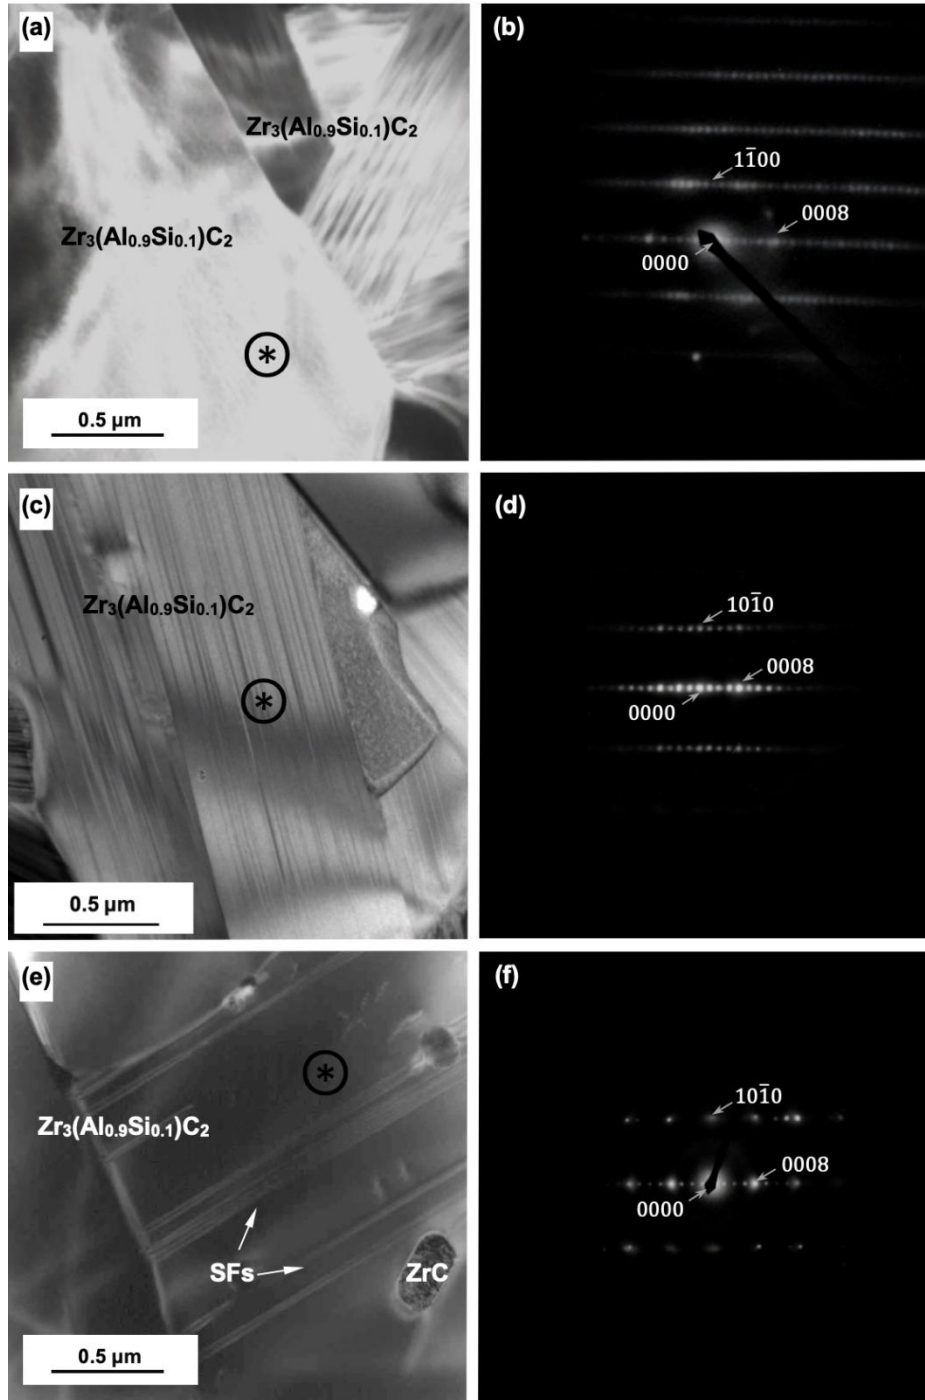 (a)
Zr₃(Al₀.₉Si₀.₁)C₂
Zr₃(Al₀.₉Si₀.₁)C₂
*
0.5 μm
(b)
11̄00
0008
0000
(c)
Zr₃(Al₀.₉Si₀.₁)C₂
*
0.5 μm
(d)
101̄0
0008
0000
(e)
*
Zr₃(Al₀.₉Si₀.₁)C₂
SFs
ZrC
0.5 μm
(f)
101̄0
0008
0000